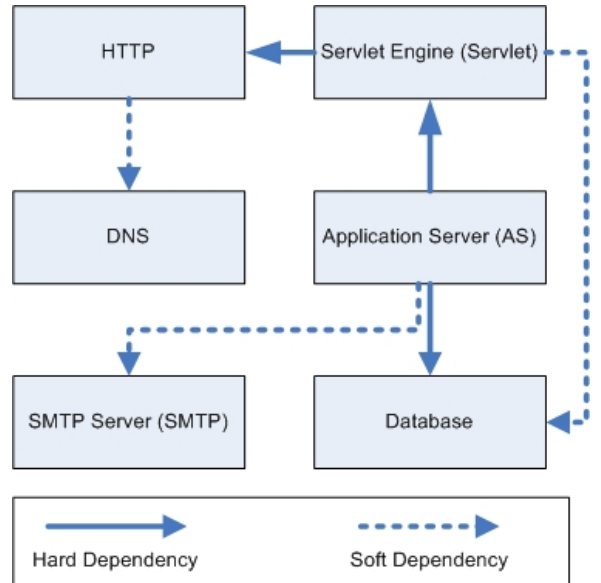 HTTP
Servlet Engine (Servlet)
DNS
Application Server (AS)
SMTP Server (SMTP)
Database
Hard Dependency
Soft Dependency